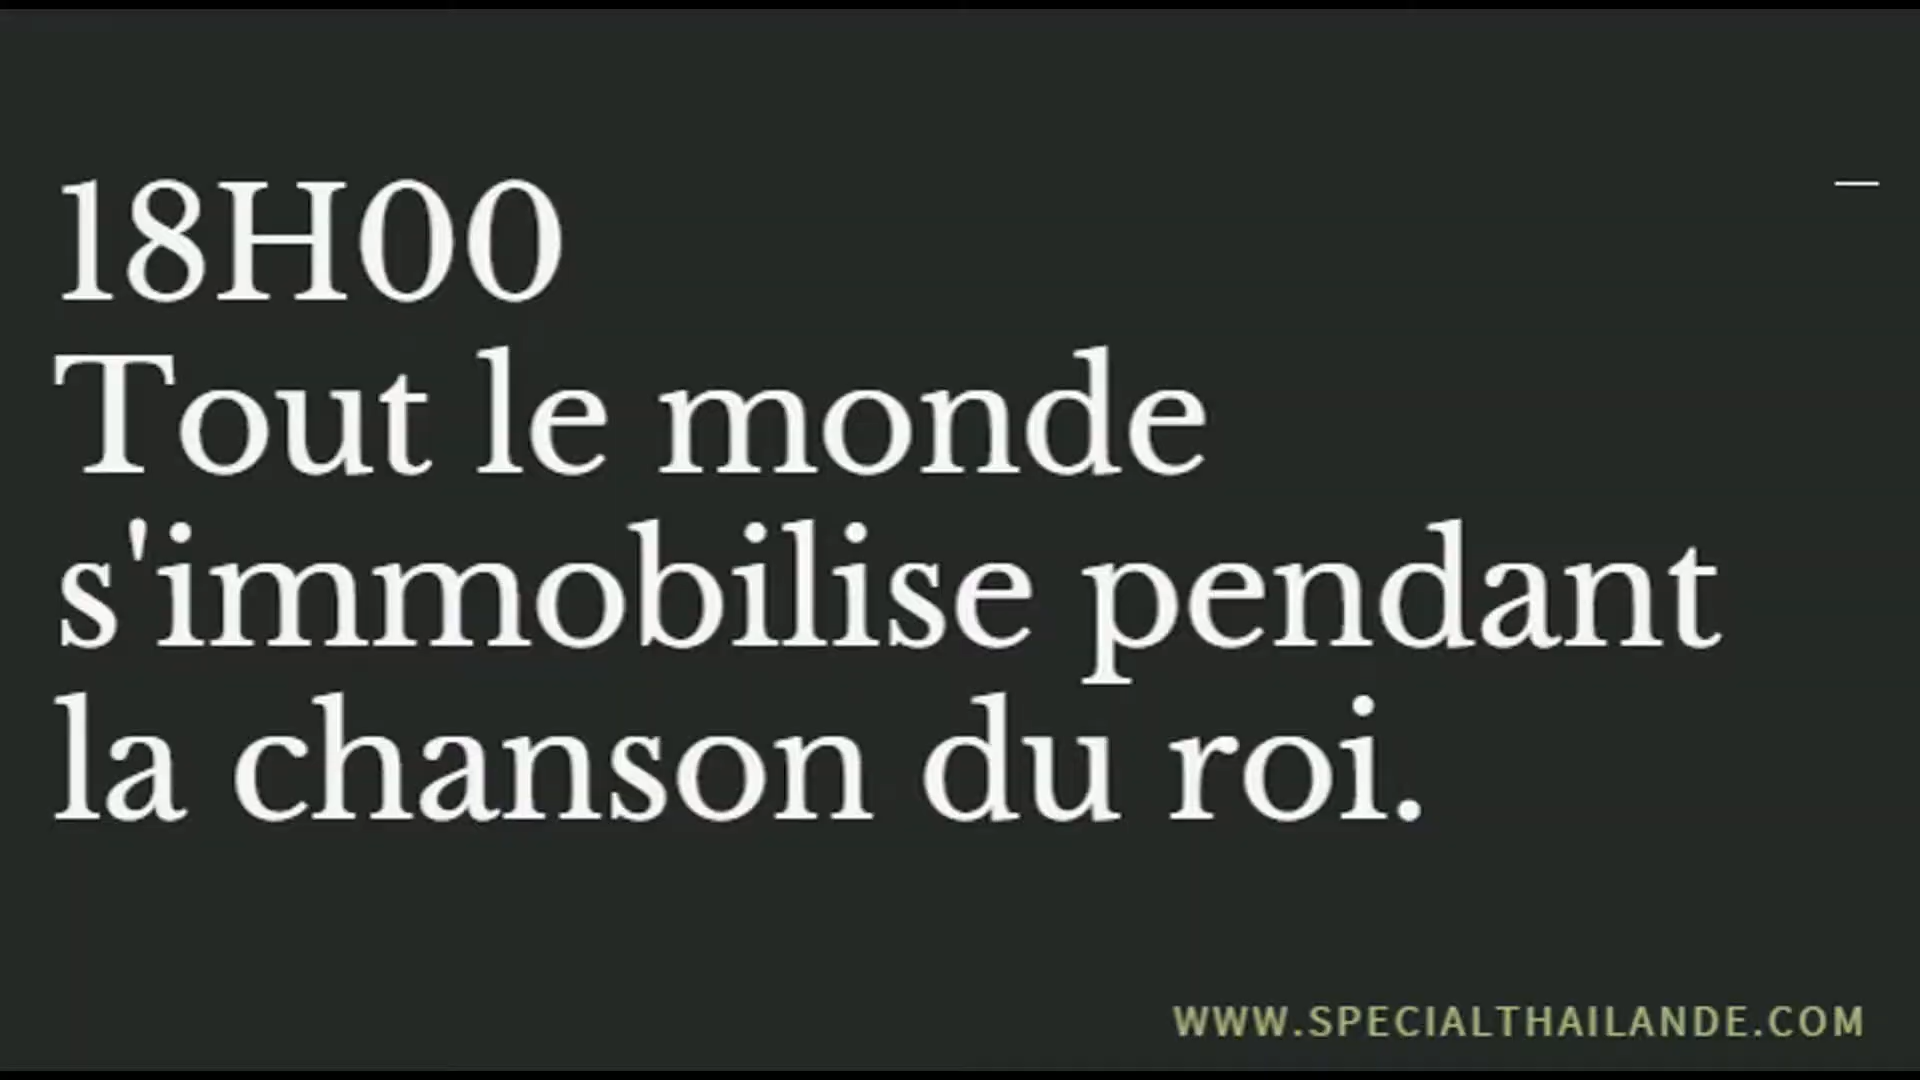 18H00
Tout le monde
s'immobilise pendant
la chanson du roi.
WWW.SPECIALTHAILANDE.COM